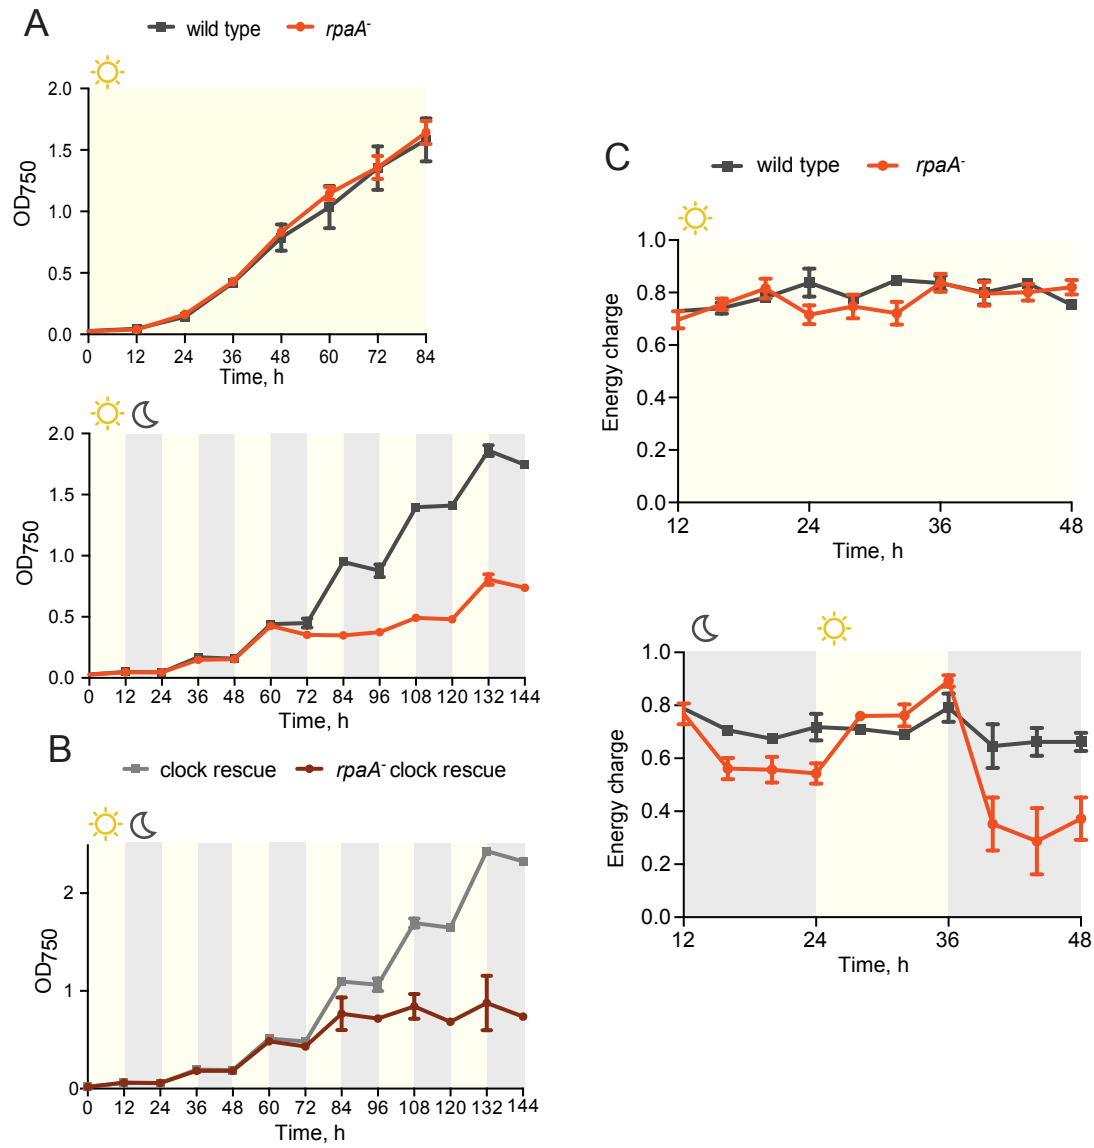 A
wild type rpaA-
2.0
1.5
1.0
0.5
0.0
OD750
0 12 24 36 48 60 72 84
Time, h
2.0
1.5
1.0
0.5
0.0
OD750
0 12 24 36 48 60 72 84 96 108 120 132 144
Time, h
B
clock rescue rpaA- clock rescue
2
1
0
OD750
0 12 24 36 48 60 72 84 96 108 120 132 144
Time, h
C
wild type rpaA-
1.0
0.8
0.6
0.4
0.2
0.0
Energy charge
12 24 36 48
Time, h
1.0
0.8
0.6
0.4
0.2
0.0
Energy charge
12 24 36 48
Time, h